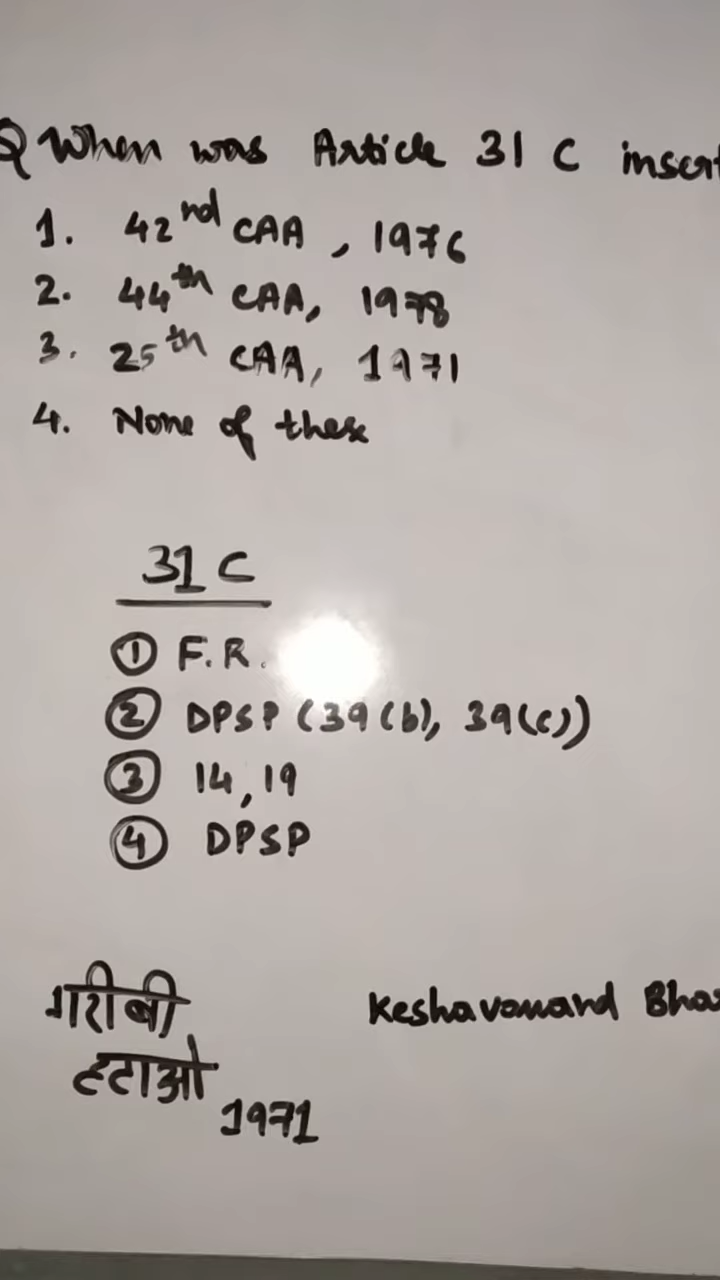 Q When was Article 31 C insert
1. 42nd CAA, 1976
2. 44th CAA, 1978
3. 25th CAA, 1971
4. None of these
31 C
① F.R.
② DPSP (39(b), 39(c))
③ 14, 19
④ DPSP
गरीबी
हटाओ
1971
Keshavanand Bha